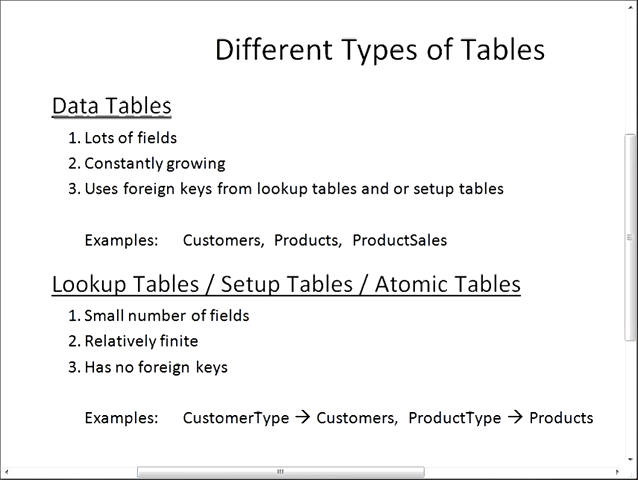 Different Types of Tables
Data Tables
1. Lots of fields
2. Constantly growing
3. Uses foreign keys from lookup tables and or setup tables
Examples: Customers, Products, ProductSales
Lookup Tables / Setup Tables / Atomic Tables
1. Small number of fields
2. Relatively finite
3. Has no foreign keys
Examples: CustomerType → Customers, ProductType → Products